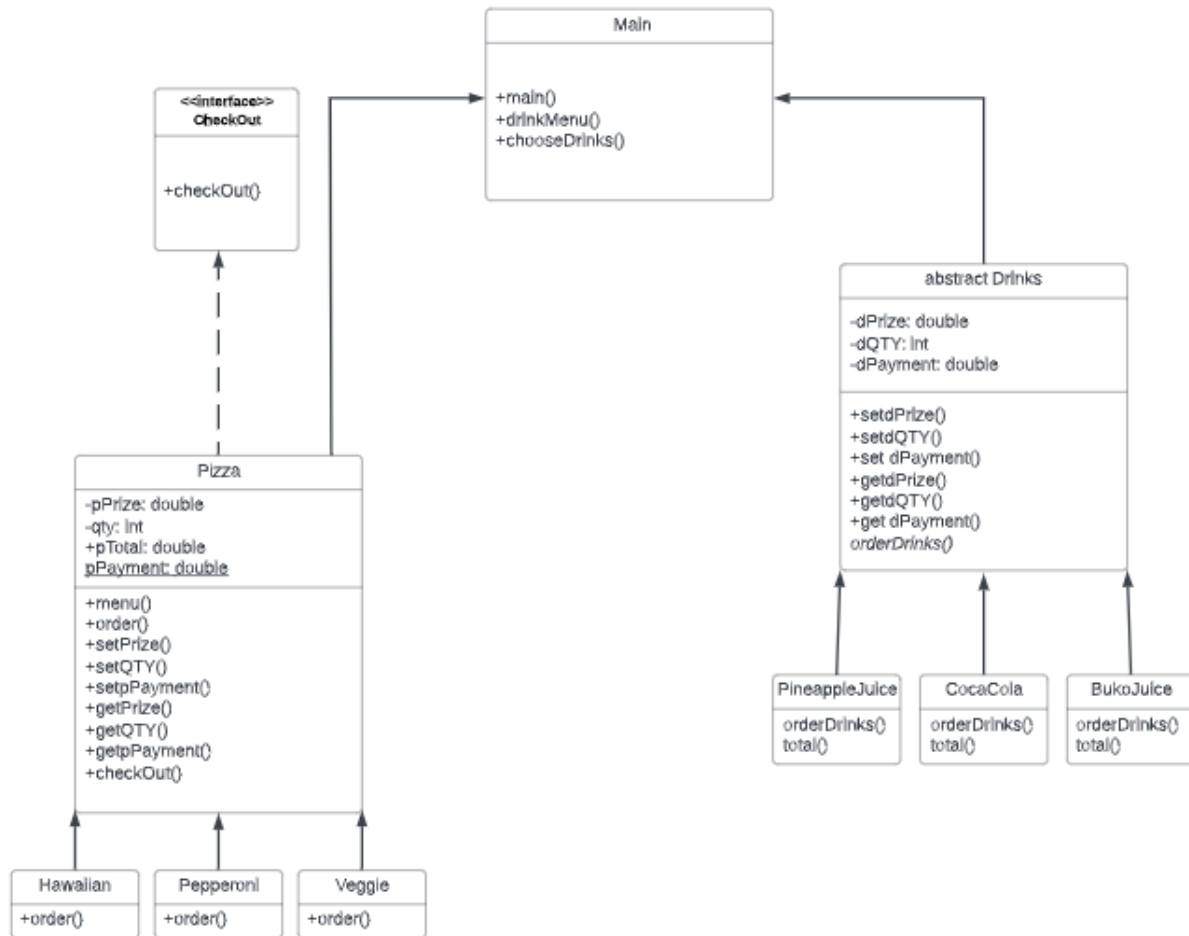 Main
+main()
+drinkMenu()
+chooseDrinks()
<<interface>>
CheckOut
+checkOut()
abstract Drinks
-dPrize: double
-dQTY: int
-dPayment: double
+setdPrize()
+setdQTY()
+set dPayment()
+getdPrize()
+getdQTY()
+get dPayment()
orderDrinks()
Pizza
-pPrize: double
-qty: int
+pTotal: double
pPayment: double
+menu()
+order()
+setPrize()
+setQTY()
+setpPayment()
+getPrize()
+getQTY()
+getpPayment()
+checkOut()
PineappleJuice
orderDrinks()
total()
CocaCola
orderDrinks()
total()
BukoJuice
orderDrinks()
total()
Hawaiian
+order()
Pepperoni
+order()
Veggie
+order()